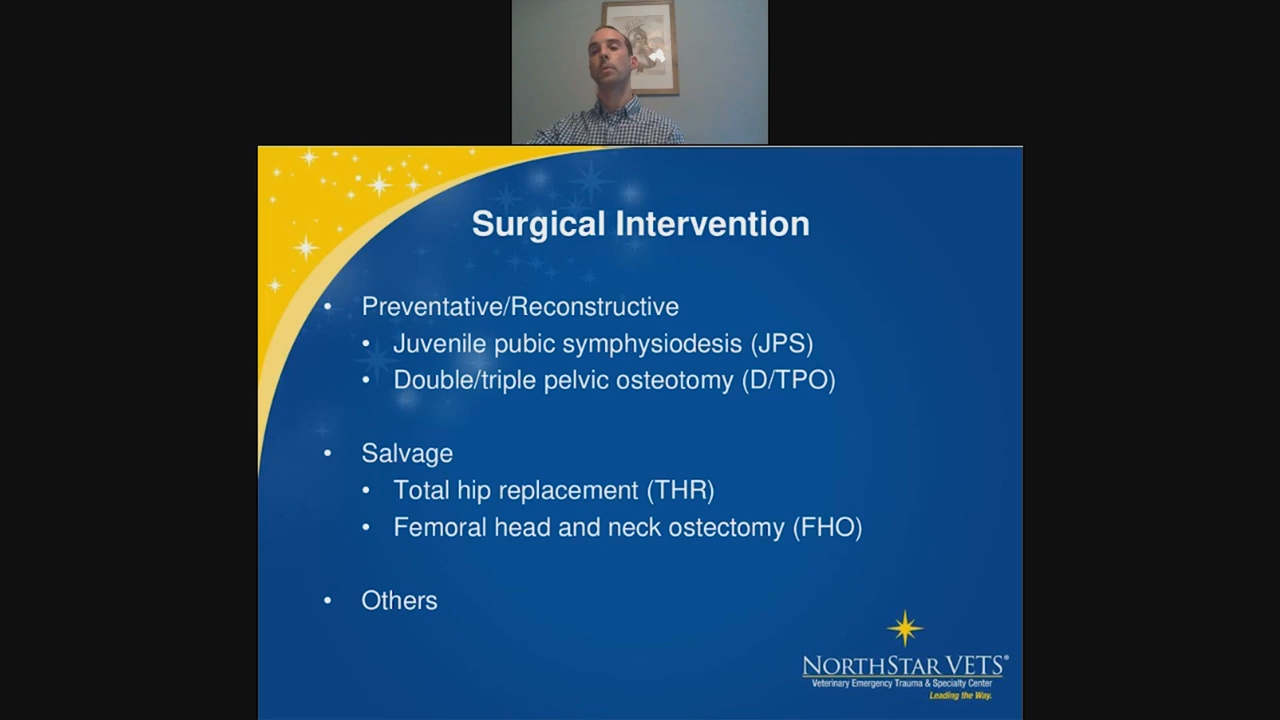 Surgical Intervention
• Preventative/Reconstructive
• Juvenile pubic symphysiodesis (JPS)
• Double/triple pelvic osteotomy (D/TPO)
• Salvage
• Total hip replacement (THR)
• Femoral head and neck ostectomy (FHO)
• Others
NORTHSTAR VETS®
Veterinary Emergency Trauma & Specialty Center
Leading the Way.